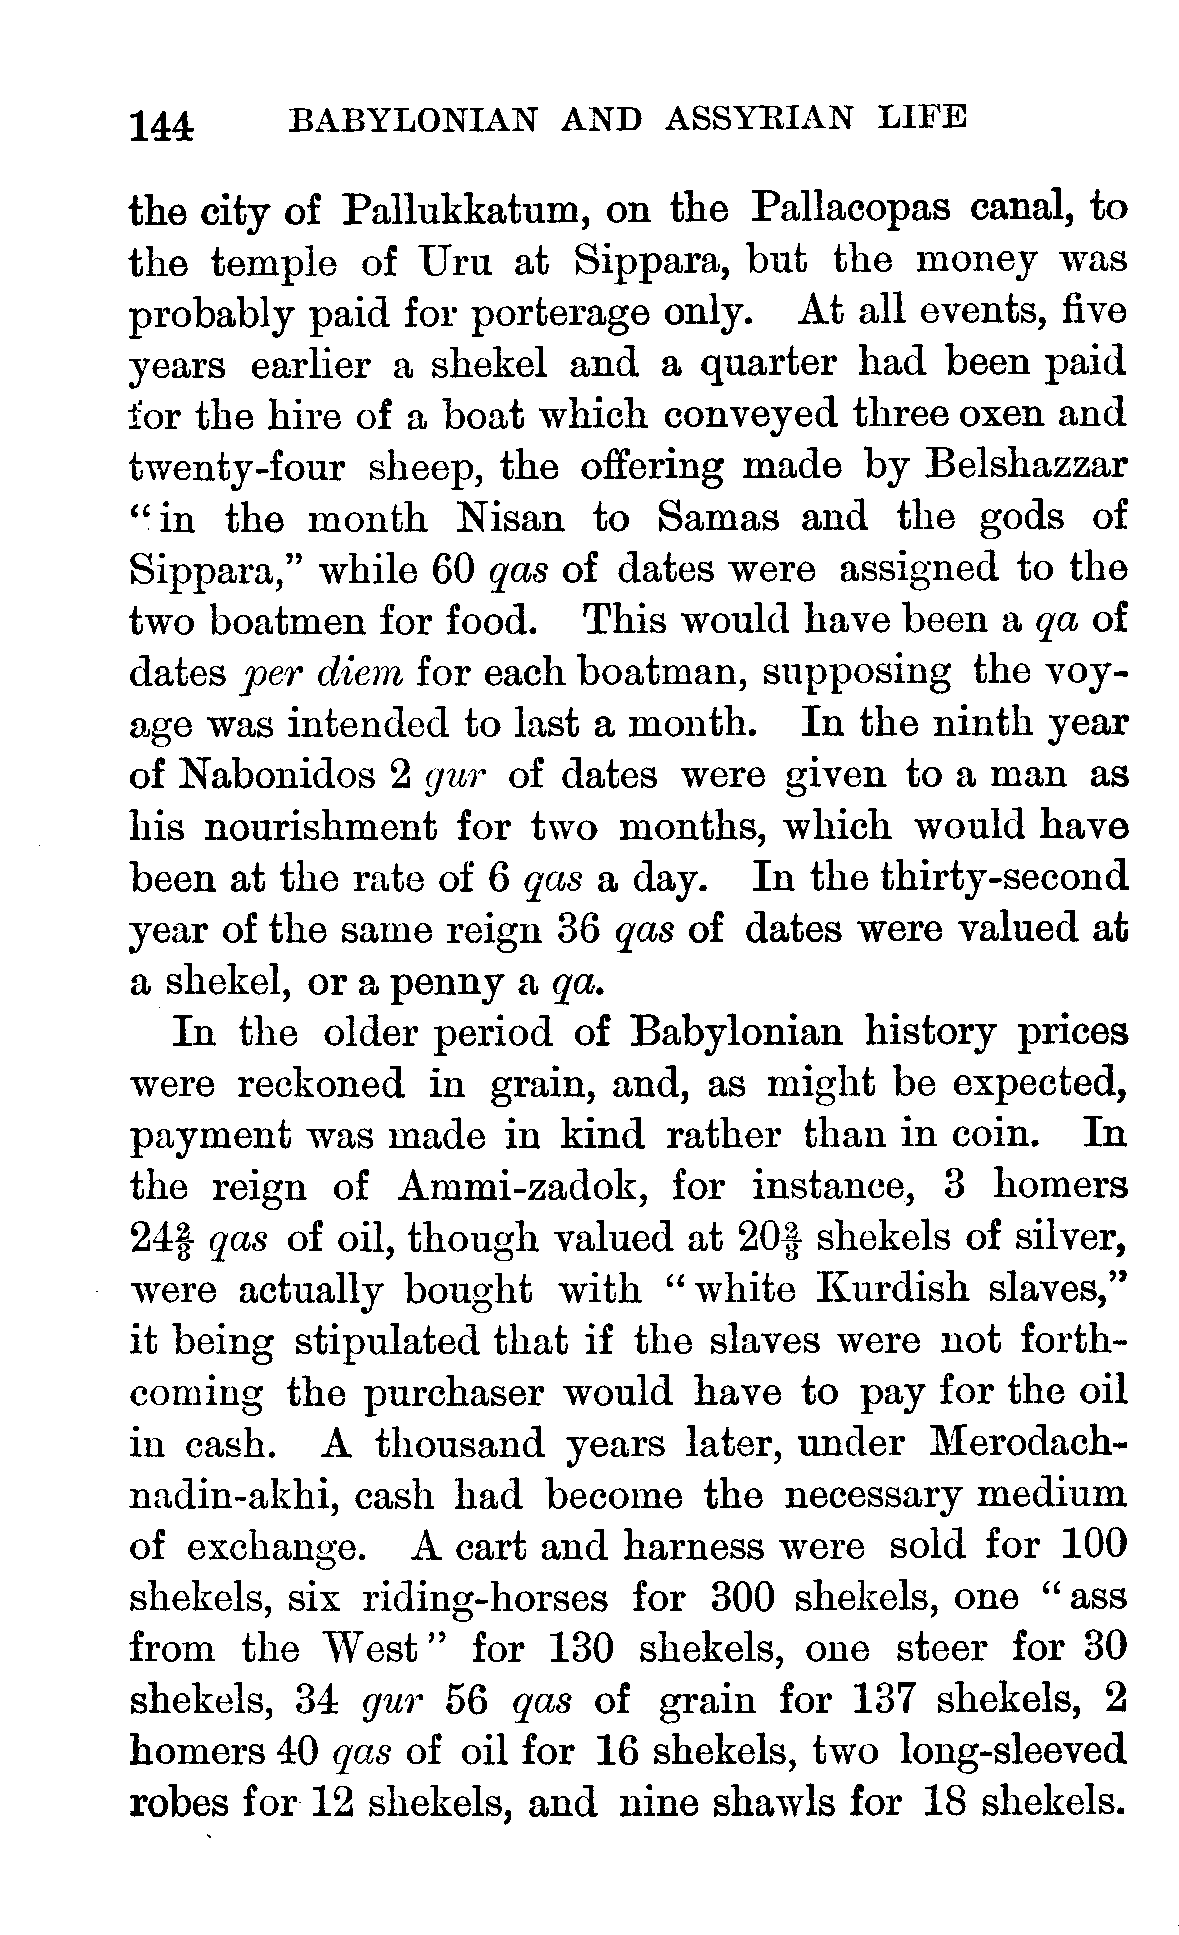 144 BABYLONIAN AND ASSYRIAN LIFE
the city of Pallukkatum, on the Pallacopas canal, to
the temple of Uru at Sippara, but the money was
probably paid for porterage only. At all events, five
years earlier a shekel and a quarter had been paid
for the hire of a boat which conveyed three oxen and
twenty-four sheep, the offering made by Belshazzar
“in the month Nisan to Samas and the gods of
Sippara,” while 60 qas of dates were assigned to the
two boatmen for food. This would have been a qa of
dates per diem for each boatman, supposing the voy-
age was intended to last a month. In the ninth year
of Nabonidos 2 gur of dates were given to a man as
his nourishment for two months, which would have
been at the rate of 6 qas a day. In the thirty-second
year of the same reign 36 qas of dates were valued at
a shekel, or a penny a qa.
In the older period of Babylonian history prices
were reckoned in grain, and, as might be expected,
payment was made in kind rather than in coin. In
the reign of Ammi-zadok, for instance, 3 homers
24⅔ qas of oil, though valued at 20⅔ shekels of silver,
were actually bought with “white Kurdish slaves,”
it being stipulated that if the slaves were not forth-
coming the purchaser would have to pay for the oil
in cash. A thousand years later, under Merodach-
nadin-akhi, cash had become the necessary medium
of exchange. A cart and harness were sold for 100
shekels, six riding-horses for 300 shekels, one “ass
from the West” for 130 shekels, one steer for 30
shekels, 34 gur 56 qas of grain for 137 shekels, 2
homers 40 qas of oil for 16 shekels, two long-sleeved
robes for 12 shekels, and nine shawls for 18 shekels.